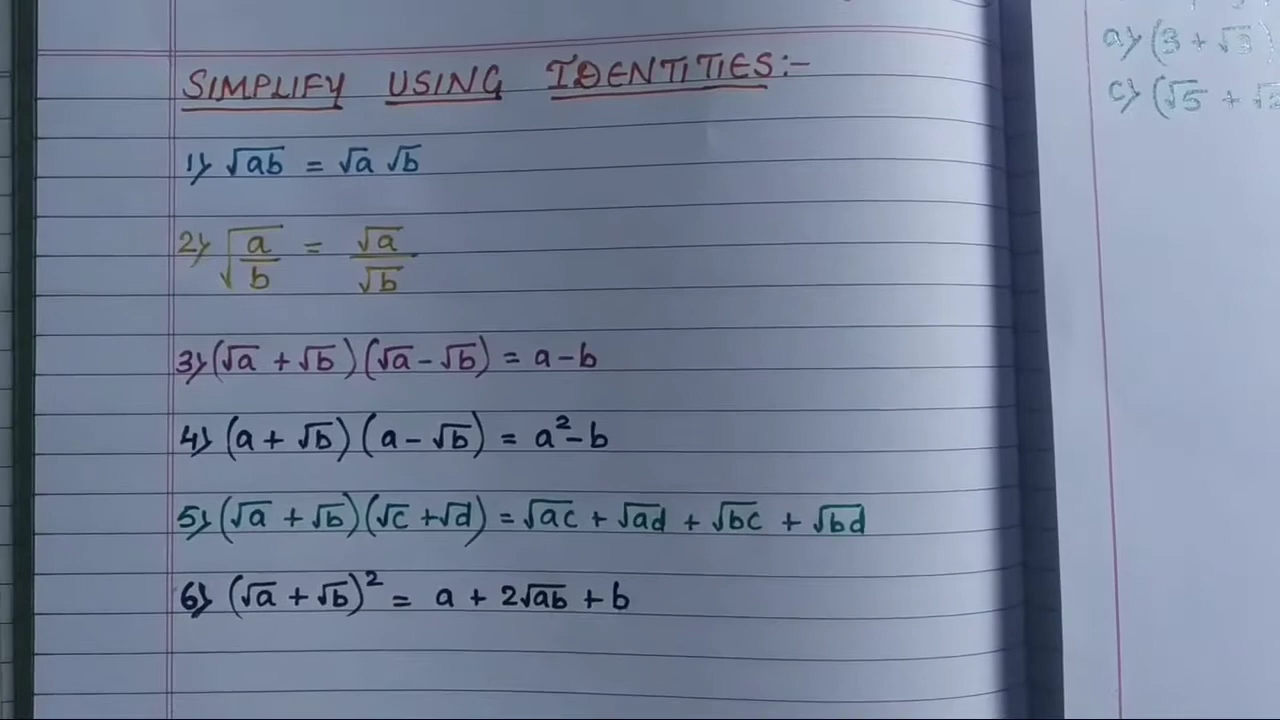 SIMPLIFY USING IDENTITIES:-
1) √ab = √a √b
2) √(a/b) = √a/√b
3) (√a + √b)(√a - √b) = a - b
4) (a + √b)(a - √b) = a² - b
5) (√a + √b)(√c + √d) = √ac + √ad + √bc + √bd
6) (√a + √b)² = a + 2√ab + b
a) (3 + √3)
c) (√5 + √